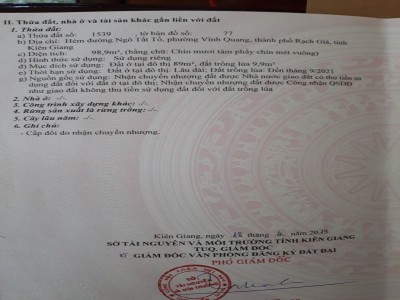 II. Thửa đất, nhà ở và tài sản khác gắn liền với đất
1. Thửa đất:
a) Thửa đất số: 1539 tờ bản đồ số: 77
b) Địa chỉ: Hẻm đường Ngô Tất Tố, phường Vĩnh Quang, thành phố Rạch Giá, tỉnh
Kiên Giang
c) Diện tích: 98,9m², (bằng chữ: Chín mươi tám phẩy chín mét vuông)
d) Hình thức sử dụng: Sử dụng riêng
đ) Mục đích sử dụng: Đất ở tại đô thị 89m², đất trồng lúa 9,9m²
e) Thời hạn sử dụng: Đất ở tại đô thị: Lâu dài; Đất trồng lúa: Đến tháng 9/2021
g) Nguồn gốc sử dụng: Nhận chuyển nhượng đất được Nhà nước giao đất có thu tiền sử
dụng đất đối với đất ở tại đô thị; Nhận chuyển nhượng đất được Công nhận QSDĐ
như giao đất không thu tiền sử dụng đất đối với đất trồng lúa
2. Nhà ở: -/-.
3. Công trình xây dựng khác: -/-.
4. Rừng sản xuất là rừng trồng: -/-.
5. Cây lâu năm: -/-.
6. Ghi chú:
- Cấp đổi do nhận chuyển nhượng.
Kiên Giang, ngày tháng năm 2015
SỞ TÀI NGUYÊN VÀ MÔI TRƯỜNG TỈNH KIÊN GIANG
TUQ. GIÁM ĐỐC
GIÁM ĐỐC VĂN PHÒNG ĐĂNG KÝ ĐẤT ĐAI
PHÓ GIÁM ĐỐC